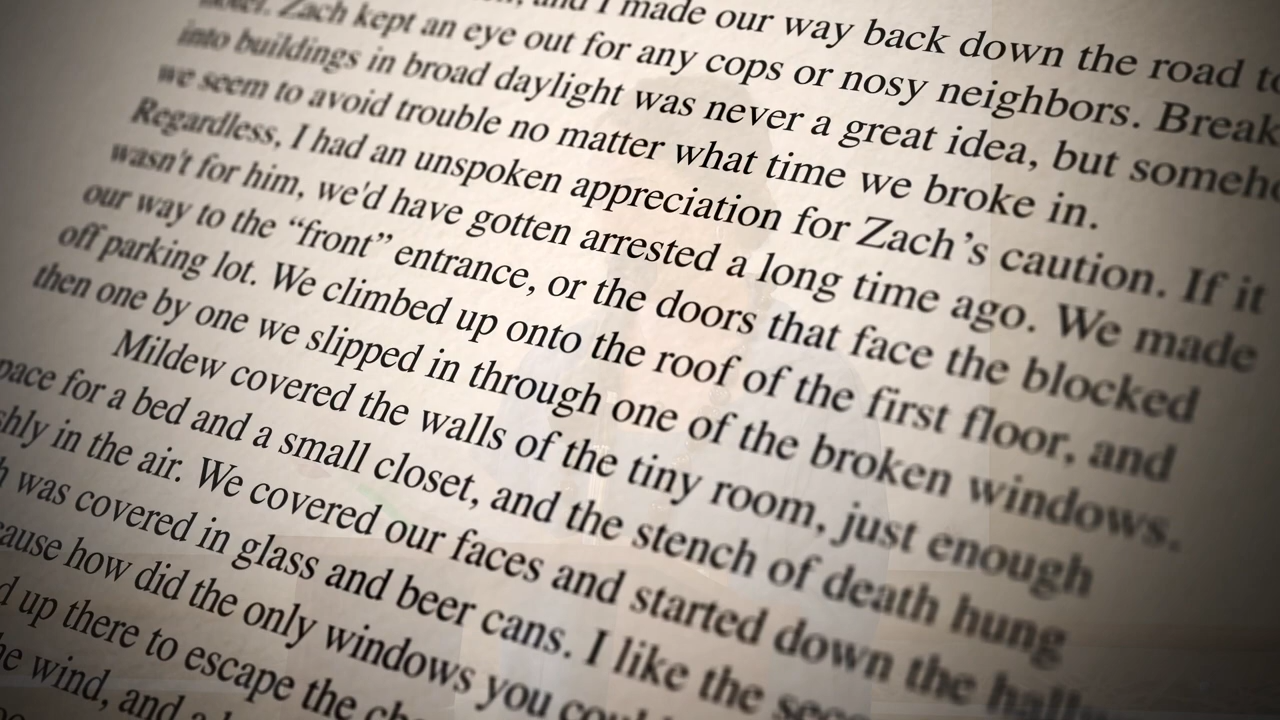 and I made our way back down the road to
hotel. Zach kept an eye out for any cops or nosy neighbors. Break
into buildings in broad daylight was never a great idea, but someho
we seem to avoid trouble no matter what time we broke in.
Regardless, I had an unspoken appreciation for Zach’s caution. If it
wasn't for him, we'd have gotten arrested a long time ago. We made
our way to the “front” entrance, or the doors that face the blocked
off parking lot. We climbed up onto the roof of the first floor, and
then one by one we slipped in through one of the broken windows.
Mildew covered the walls of the tiny room, just enough
pace for a bed and a small closet, and the stench of death hung
shly in the air. We covered our faces and started down the hall
h was covered in glass and beer cans. I like the sec
ause how did the only windows you coul
d up there to escape the
he wind, and a